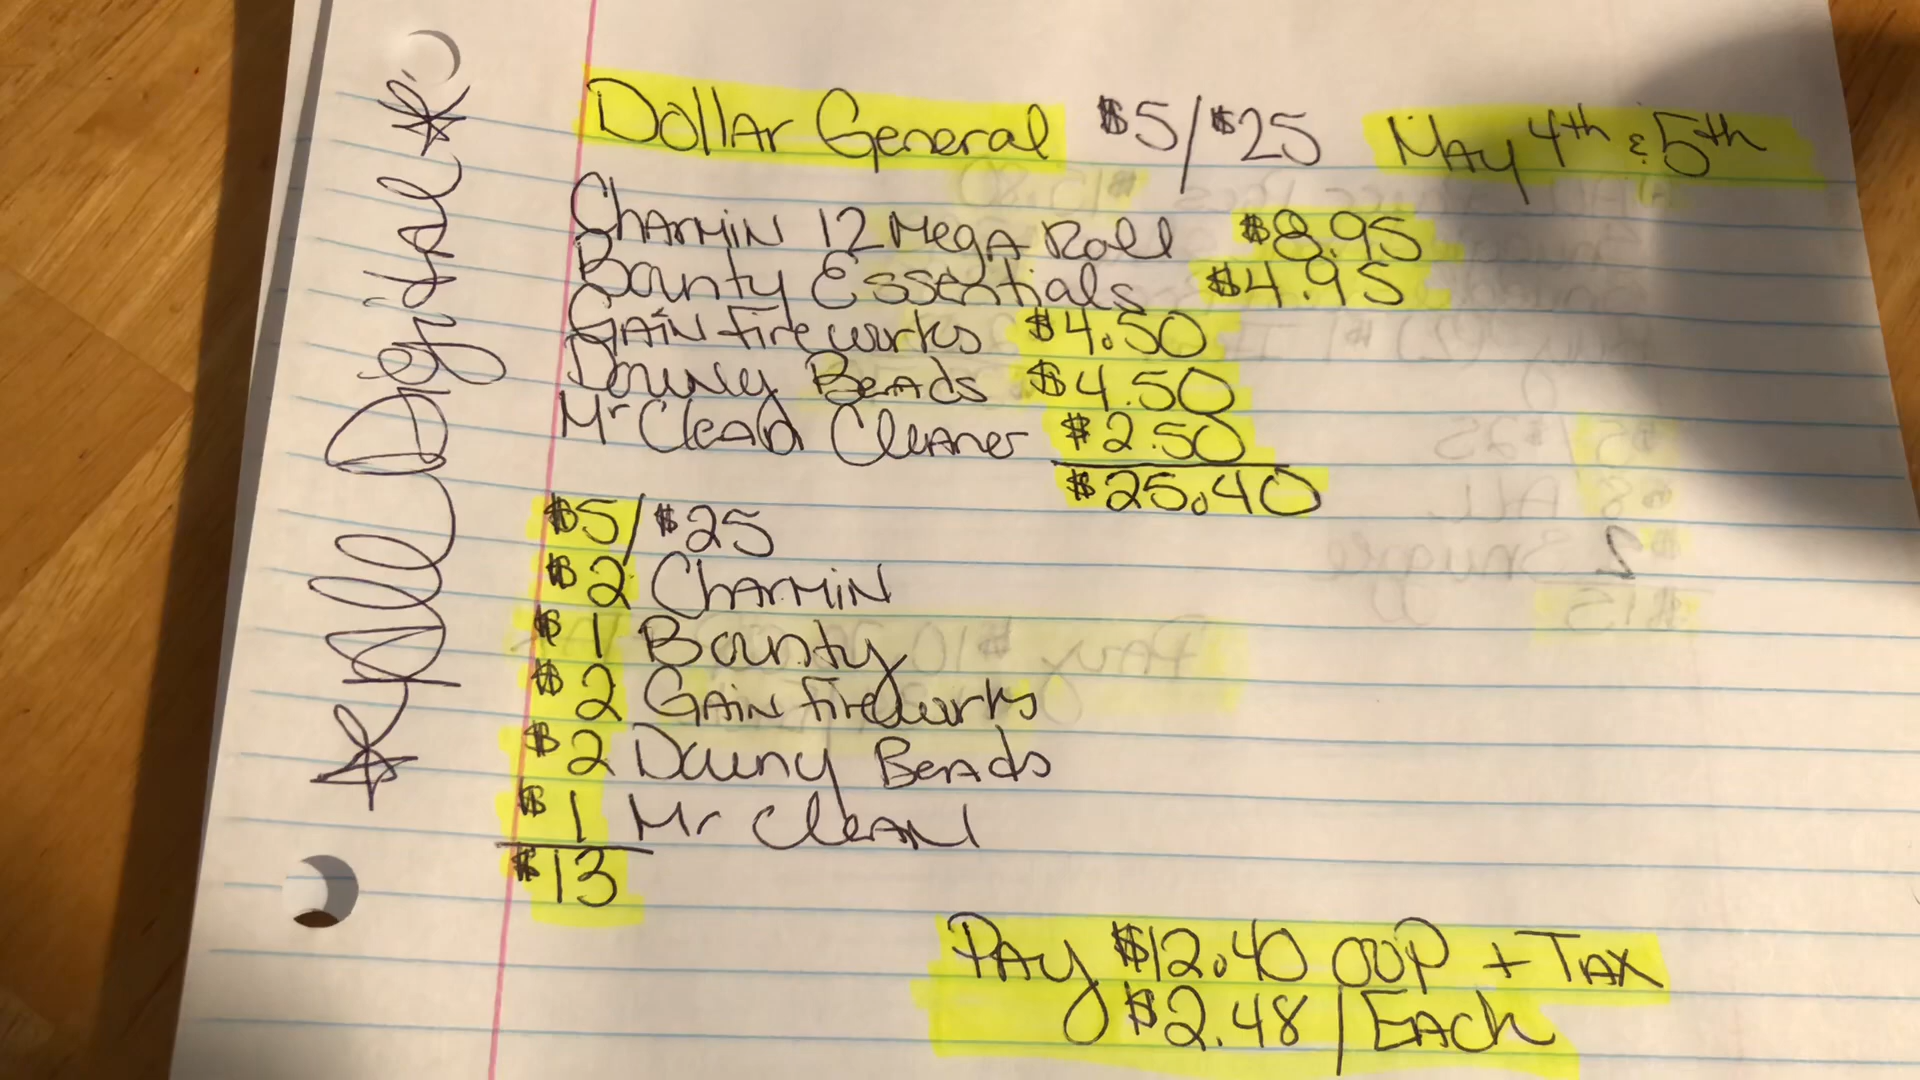 Dollar General $5/$25 May 4th & 5th
Charmin 12 Mega Roll $8.95
Bounty Essentials $4.95
Gain Fireworks $4.50
Downy Beads $4.50
Mr Clean Cleaner $2.50
$25.40
$5/$25
$2 Charmin
$1 Bounty
$2 Gain Fireworks
$2 Downy Beads
$1 Mr Clean
$13
Pay $12.40 OOP + Tax
$2.48/Each
*All Digital*